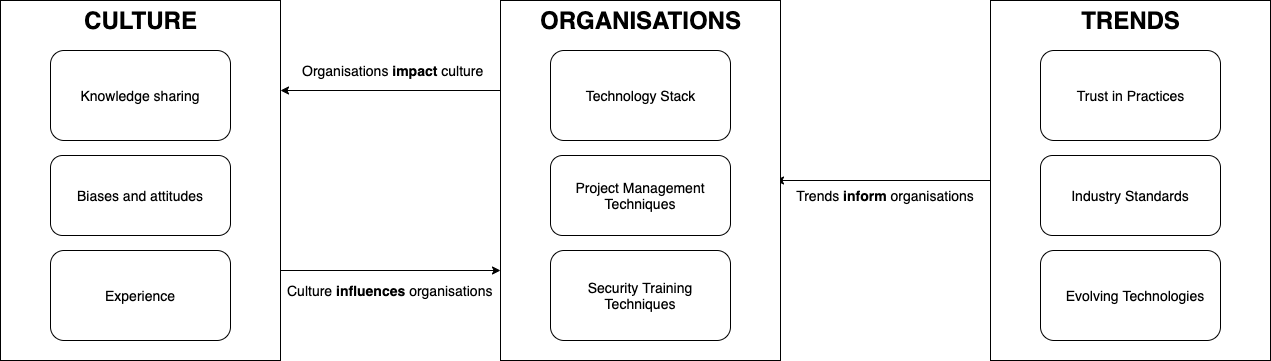 CULTURE
Knowledge sharing
Biases and attitudes
Experience
Organisations impact culture
Culture influences organisations
ORGANISATIONS
Technology Stack
Project Management
Techniques
Security Training
Techniques
Trends inform organisations
TRENDS
Trust in Practices
Industry Standards
Evolving Technologies